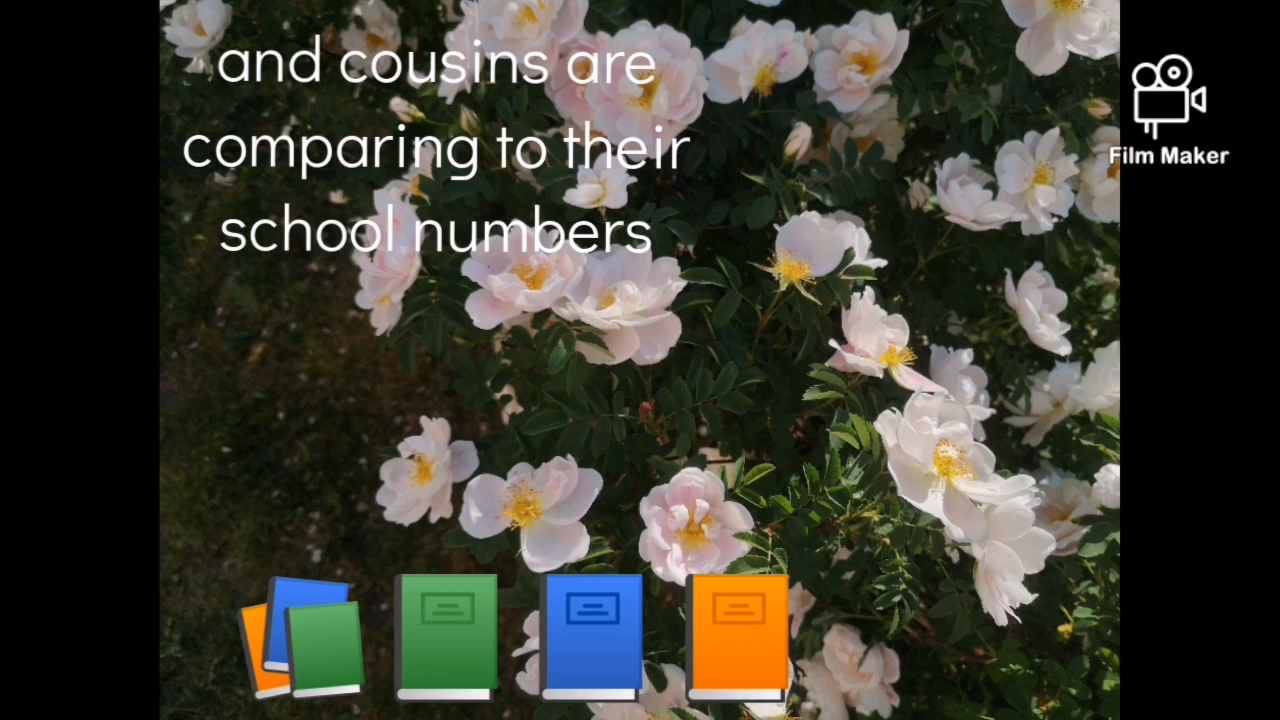 and cousins are
comparing to their
school numbers
Film Maker